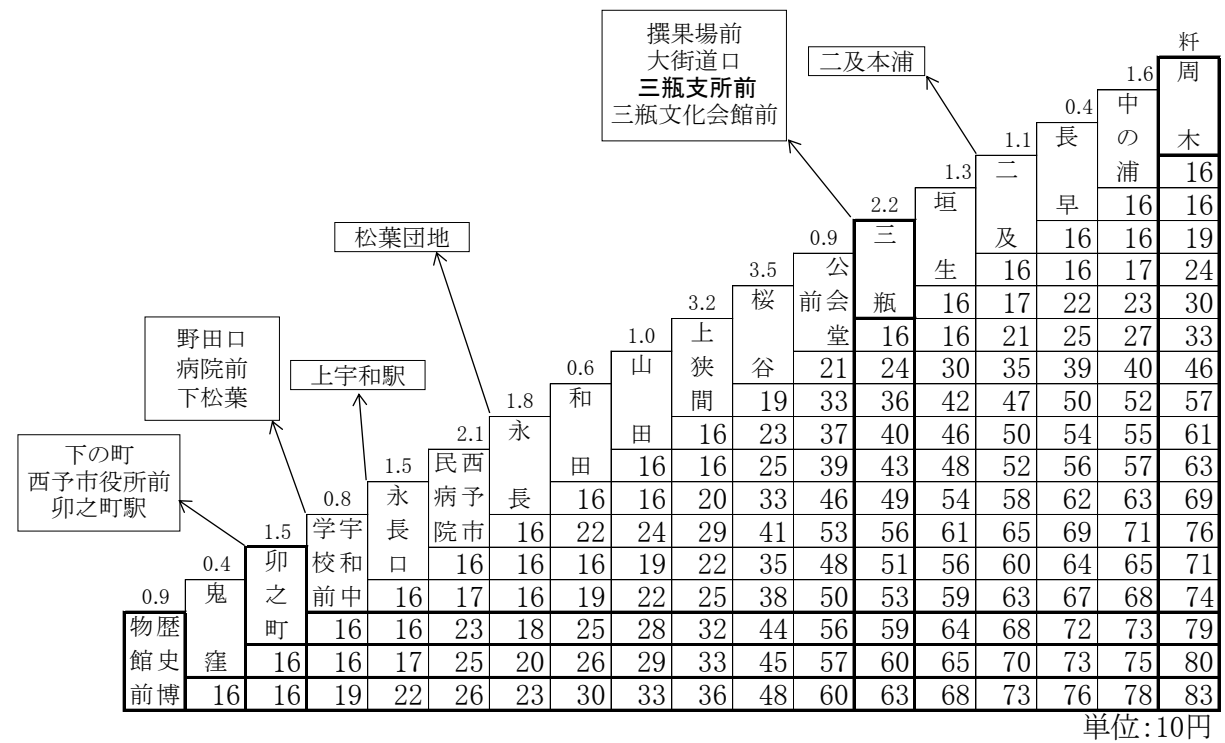 撰果場前
大街道口
三瓶支所前
三瓶文化会館前
二及本浦
松葉団地
野田口
病院前
下松葉
上宇和駅
下の町
西予市役所前
卯之町駅
粁
周木
1.6
中の浦
0.4
長早
1.1
二及
1.3
垣生
2.2
三瓶
0.9
公会堂前
3.5
桜谷
3.2
上狭間
1.0
山田
0.6
和田
1.8
永長
2.1
西予市民病院
1.5
永長口
0.8
宇和中学校前
1.5
卯之町
0.4
鬼窪
0.9
歴史博物館前
16
16 16
16 16 19
16 16 17 24
16 17 22 23 30
16 16 21 25 27 33
21 24 30 35 39 40 46
19 33 36 42 47 50 52 57
16 23 37 40 46 50 54 55 61
16 16 25 39 43 48 52 56 57 63
16 16 20 33 46 49 54 58 62 63 69
16 22 24 29 41 53 56 61 65 69 71 76
16 16 16 19 22 35 48 51 56 60 64 65 71
16 17 16 19 22 25 38 50 53 59 63 67 68 74
16 16 23 18 25 28 32 44 56 59 64 68 72 73 79
16 16 17 25 20 26 29 33 45 57 60 65 70 73 75 80
16 16 19 22 26 23 30 33 36 48 60 63 68 73 76 78 83
単位:10円